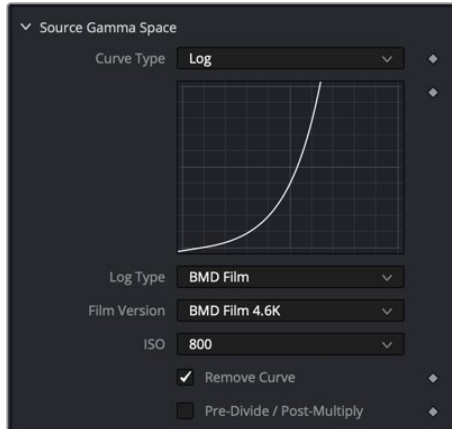 Source Gamma Space
Curve Type Log
Log Type BMD Film
Film Version BMD Film 4.6K
ISO 800
Remove Curve
Pre-Divide / Post-Multiply